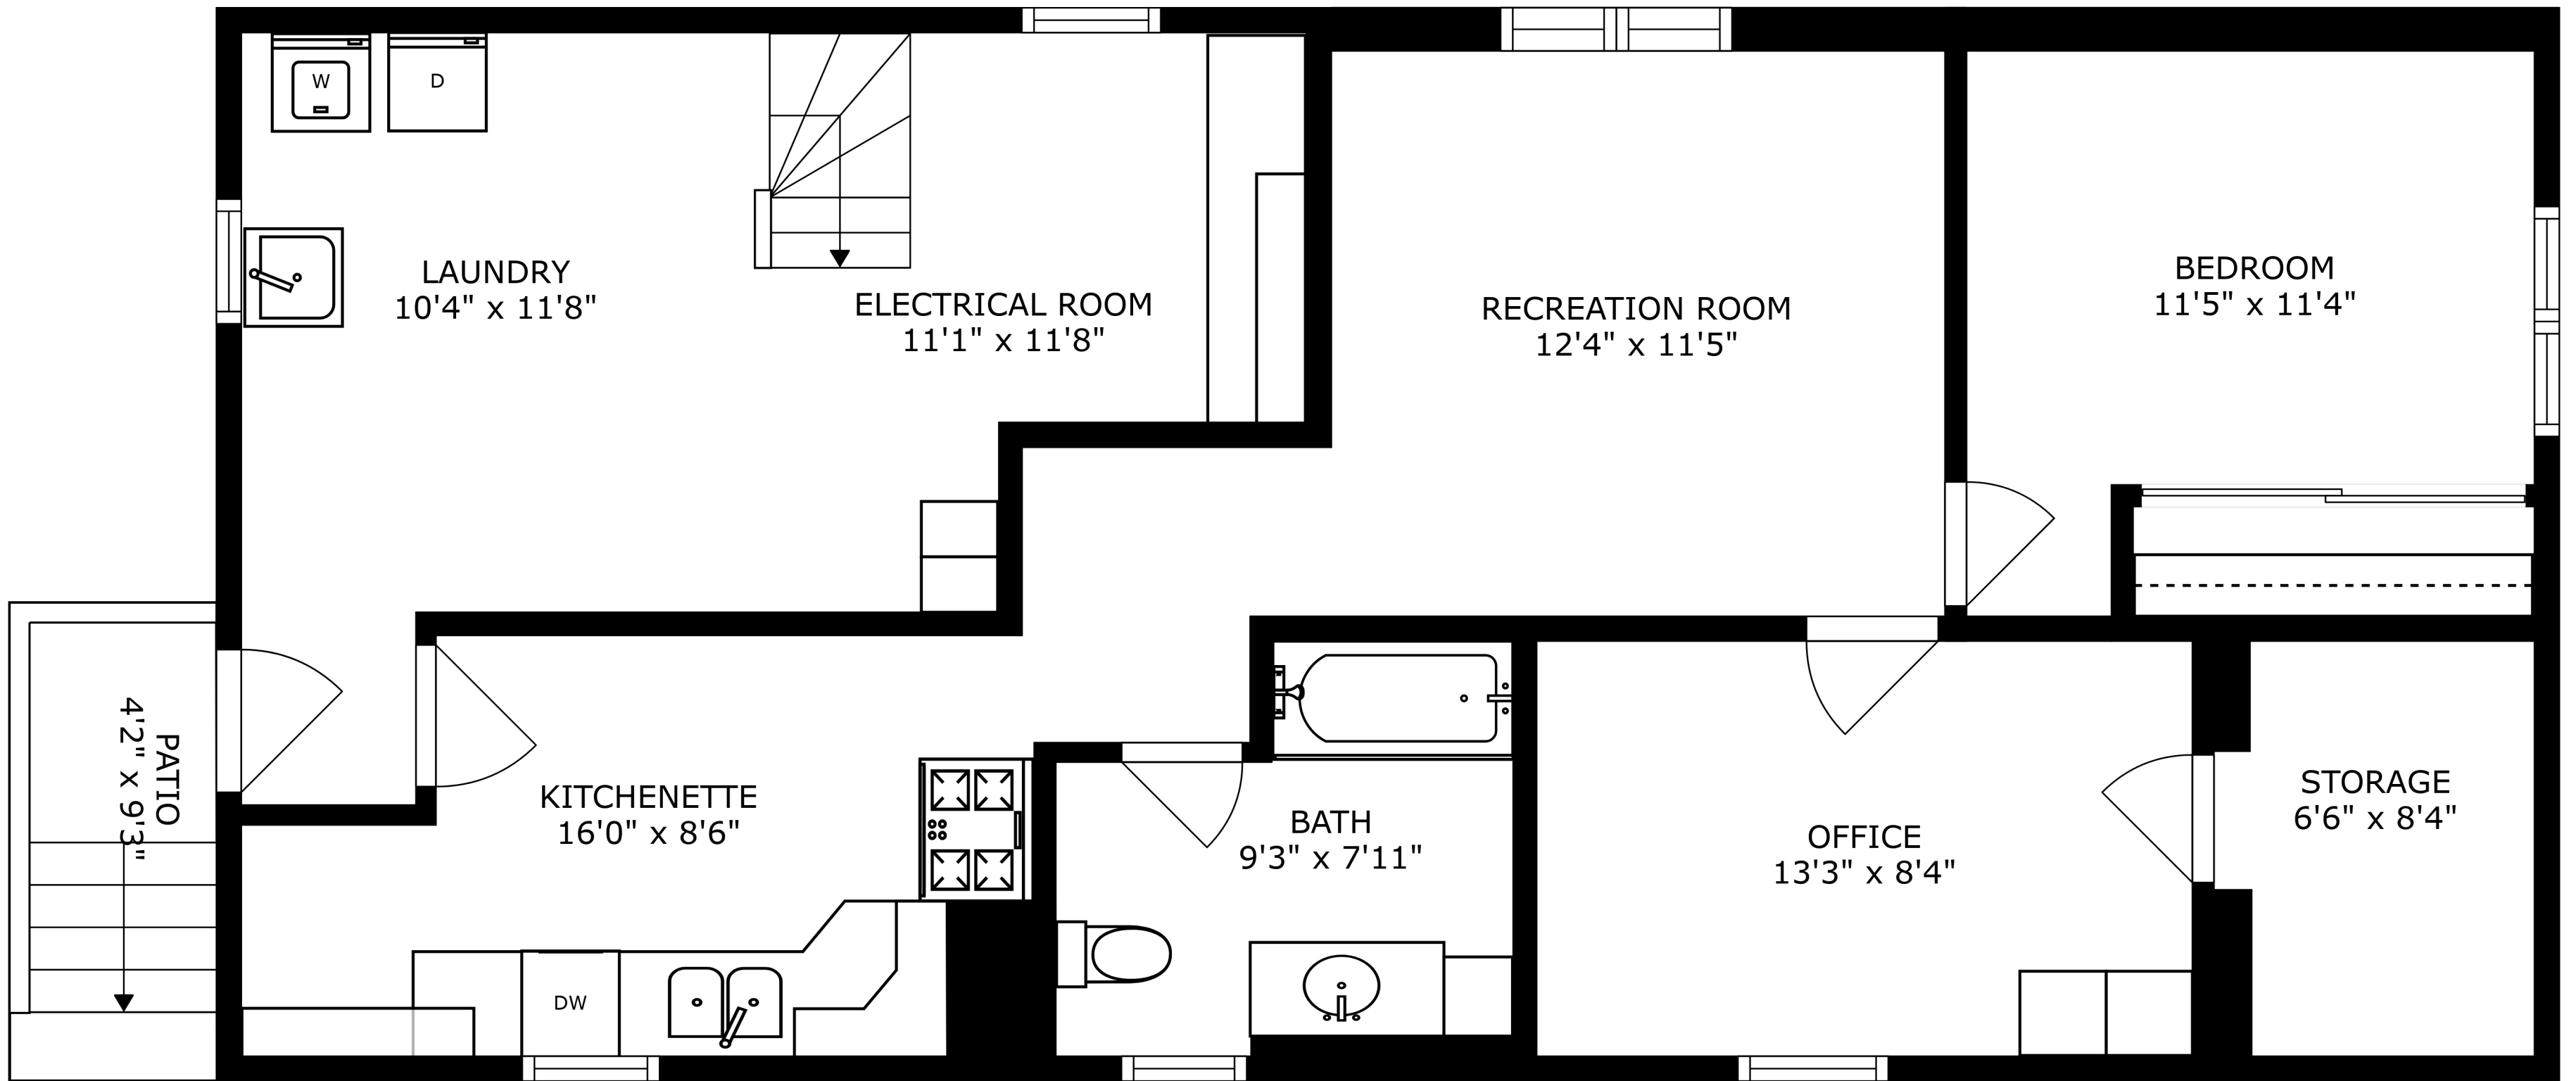 W
D
LAUNDRY
10'4" x 11'8"
ELECTRICAL ROOM
11'1" x 11'8"
RECREATION ROOM
12'4" x 11'5"
BEDROOM
11'5" x 11'4"
PATIO
4'2" x 9'3"
KITCHENETTE
16'0" x 8'6"
DW
BATH
9'3" x 7'11"
OFFICE
13'3" x 8'4"
STORAGE
6'6" x 8'4"